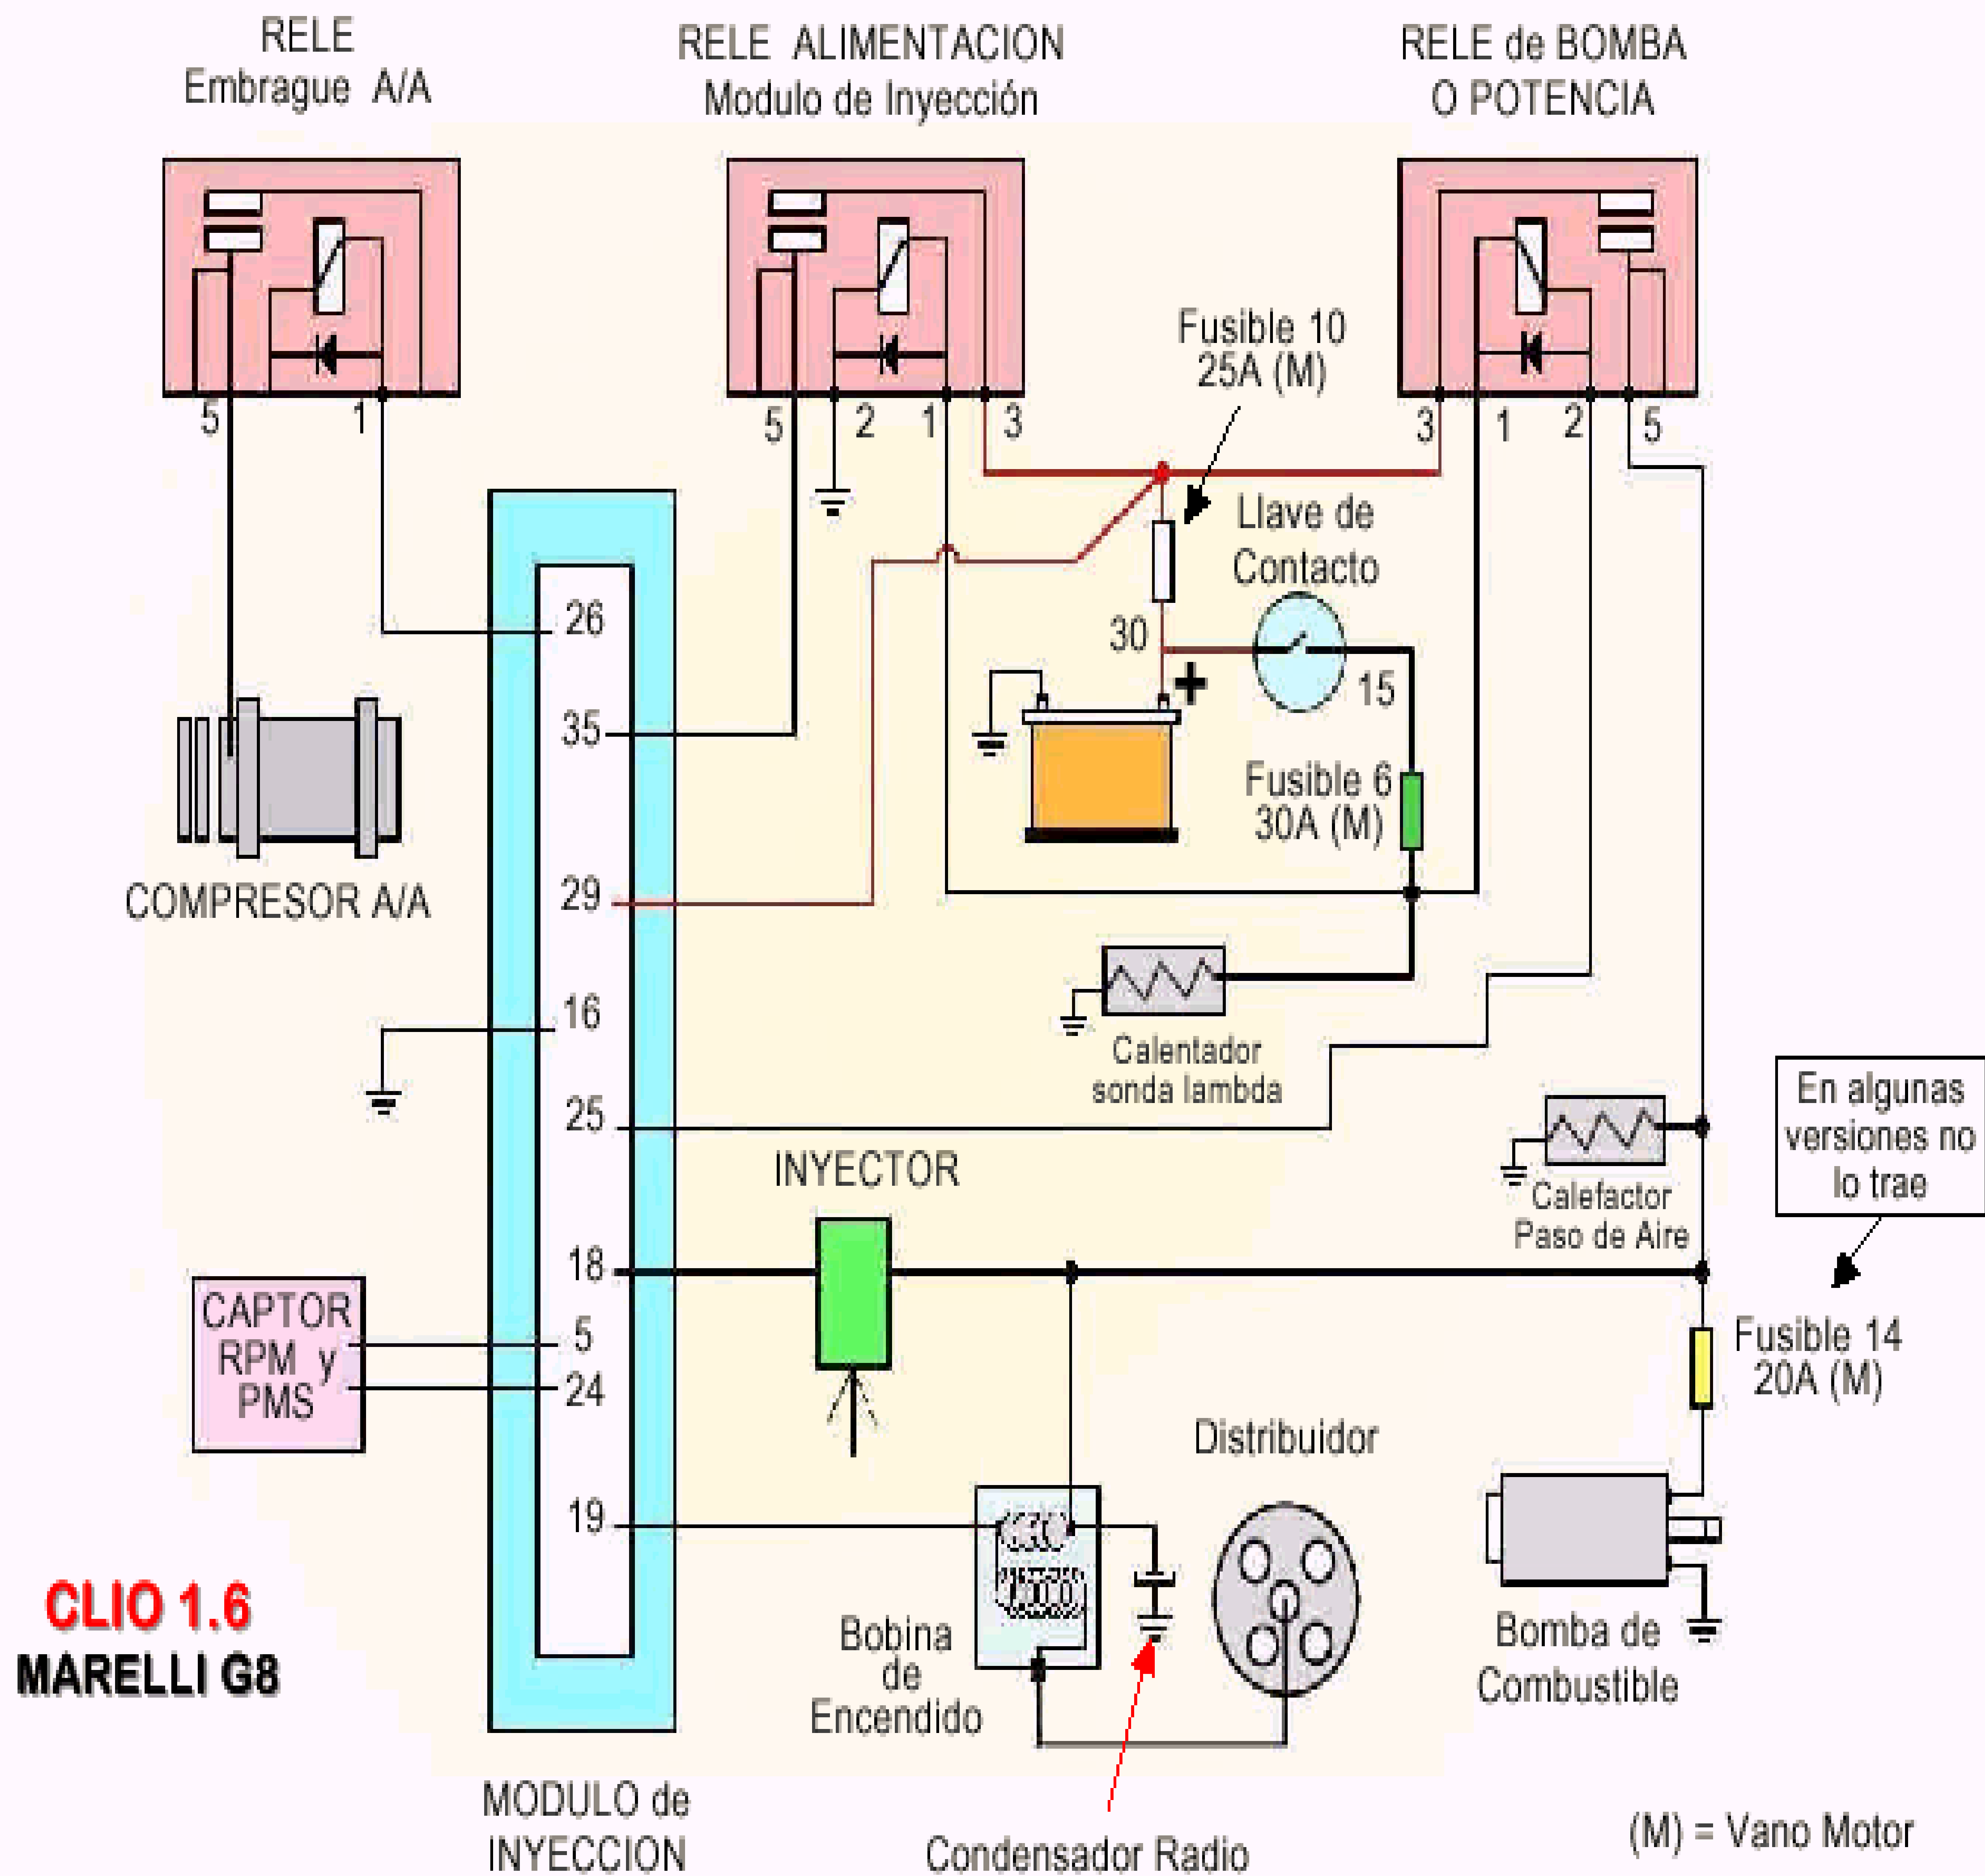 RELE
Embrague A/A
RELE ALIMENTACION
Modulo de Inyección
RELE de BOMBA
O POTENCIA
5
1
5
2
1
3
3
1
2
5
Fusible 10
25A (M)
Llave de
Contacto
30
+
15
Fusible 6
30A (M)
26
35
29
16
25
18
5
24
19
COMPRESOR A/A
Calentador
sonda lambda
Calefactor
Paso de Aire
En algunas
versiones no
lo trae
INYECTOR
CAPTOR
RPM y
PMS
Fusible 14
20A (M)
Distribuidor
Bobina
de
Encendido
Bomba de
Combustible
CLIO 1.6
MARELLI G8
MODULO de
INYECCION
Condensador Radio
(M) = Vano Motor